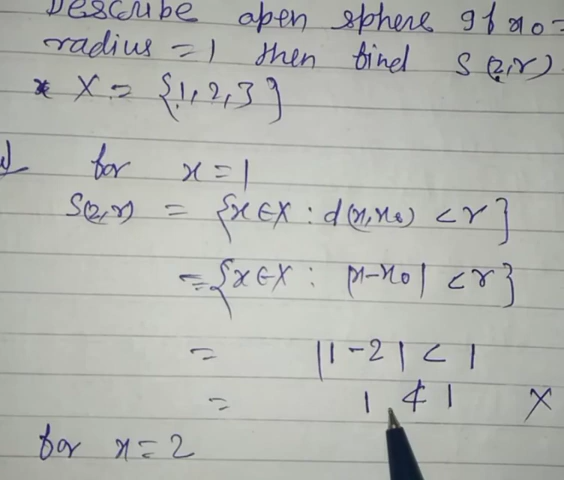 Describe open sphere If x₀ =
radius = 1 then find S(2,r)
* X = {1, 2, 3}
for x = 1
S(2,r) = {x ∈ X : d(x,x₀) < r}
= {x ∈ X : |x-x₀| < r}
= |1-2| < 1
= 1 ≮ 1 X
for x = 2